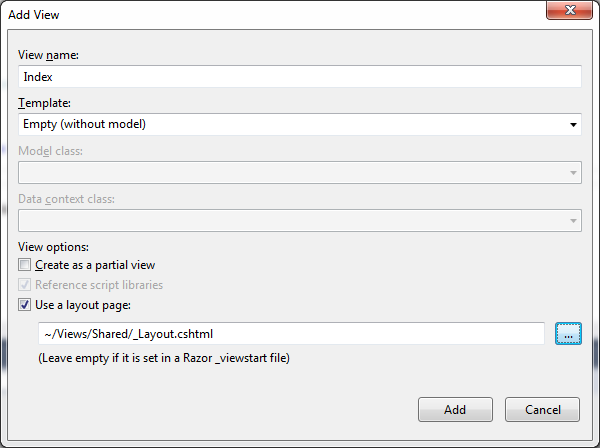 Add View
View name:
Index
Template:
Empty (without model)
Model class:
Data context class:
View options:
Create as a partial view
Reference script libraries
Use a layout page:
~/Views/Shared/_Layout.cshtml
...
(Leave empty if it is set in a Razor _viewstart file)
Add Cancel